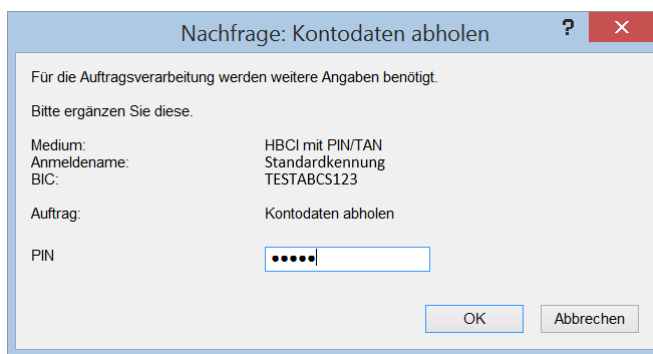 Nachfrage: Kontodaten abholen ? X
Für die Auftragsverarbeitung werden weitere Angaben benötigt.
Bitte ergänzen Sie diese.
Medium: HBCI mit PIN/TAN
Anmeldename: Standardkennung
BIC: TESTABCS123
Auftrag: Kontodaten abholen
PIN •••••
OK Abbrechen